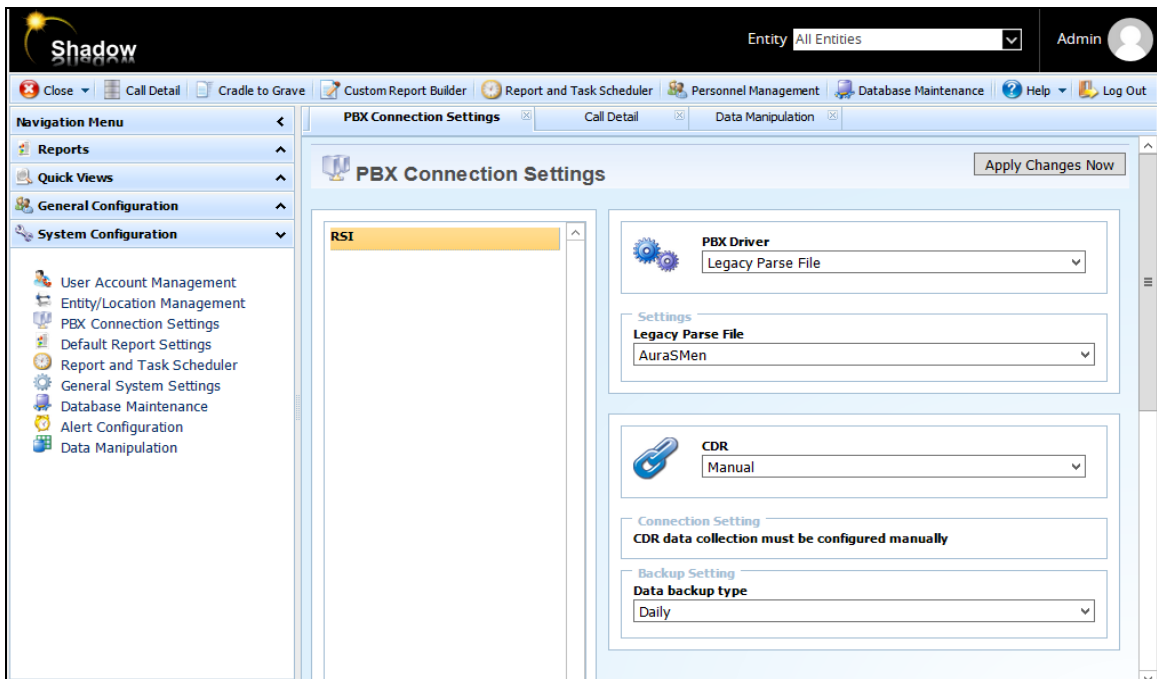 Shadow
Entity All Entities Admin
Close Call Detail Cradle to Grave Custom Report Builder Report and Task Scheduler Personnel Management Database Maintenance Help Log Out
Navigation Menu
PBX Connection Settings Call Detail Data Manipulation
Reports
Quick Views
General Configuration
System Configuration
User Account Management
Entity/Location Management
PBX Connection Settings
Default Report Settings
Report and Task Scheduler
General System Settings
Database Maintenance
Alert Configuration
Data Manipulation
PBX Connection Settings
Apply Changes Now
RSI
PBX Driver
Legacy Parse File
Settings
Legacy Parse File
AuraSMen
CDR
Manual
Connection Setting
CDR data collection must be configured manually
Backup Setting
Data backup type
Daily